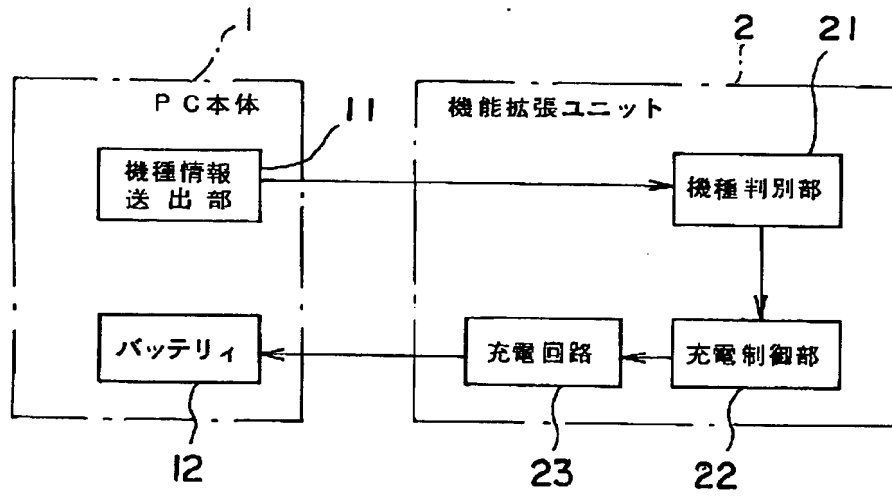 1
2
21
PC本体
11
機能拡張ユニット
機種情報
送出部
機種判別部
バッテリィ
充電回路
充電制御部
12
23
22